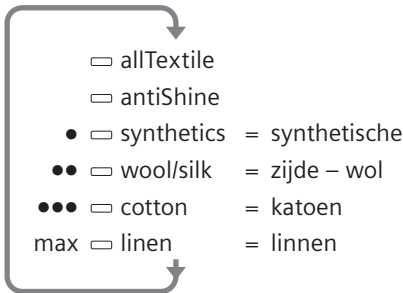 allTextile
antiShine
• synthetics = synthetische
•• wool/silk = zijde – wol
••• cotton = katoen
max linen = linnen